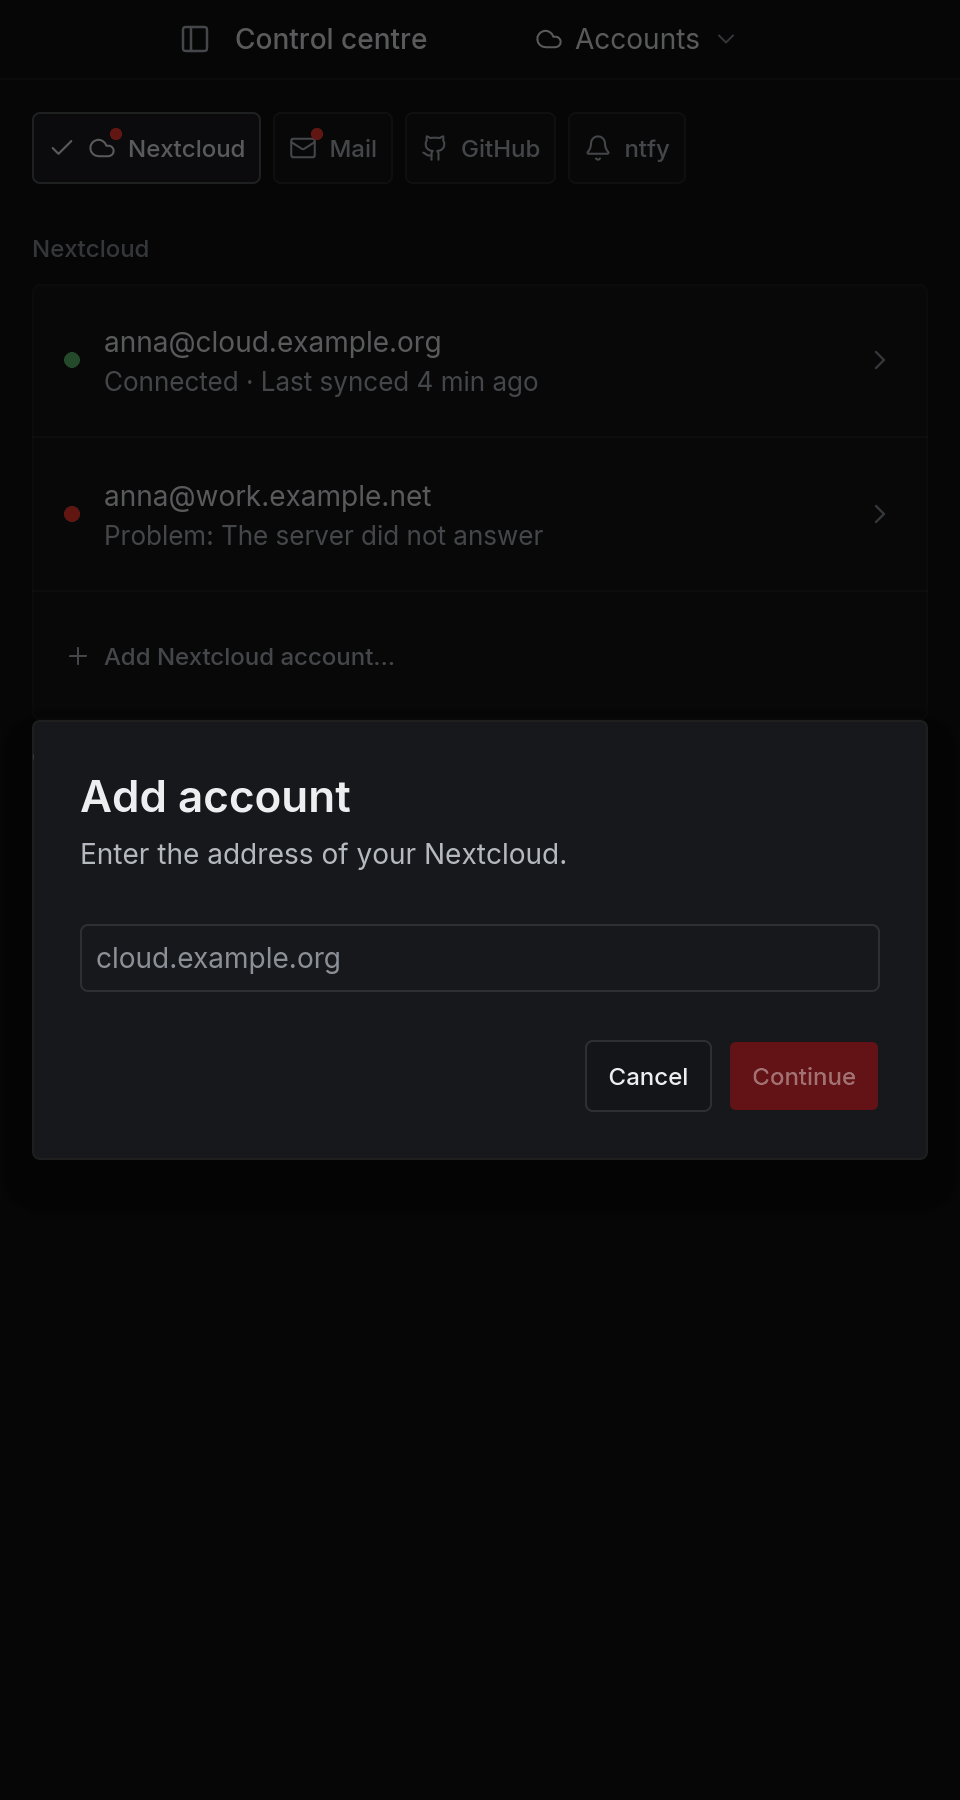 Control centre
Accounts
Nextcloud
Mail
GitHub
ntfy
Nextcloud
anna@cloud.example.org
Connected · Last synced 4 min ago
anna@work.example.net
Problem: The server did not answer
Add Nextcloud account...
Add account
Enter the address of your Nextcloud.
cloud.example.org
Cancel
Continue